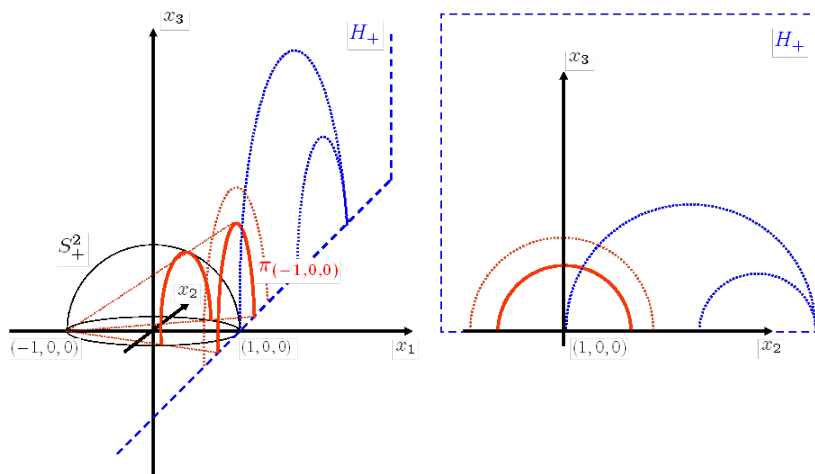 x₃
H₊
S²₊
x₂
π₍₋₁,₀,₀₎
(−1, 0, 0)
(1, 0, 0)
x₁
H₊
x₃
(1, 0, 0)
x₂